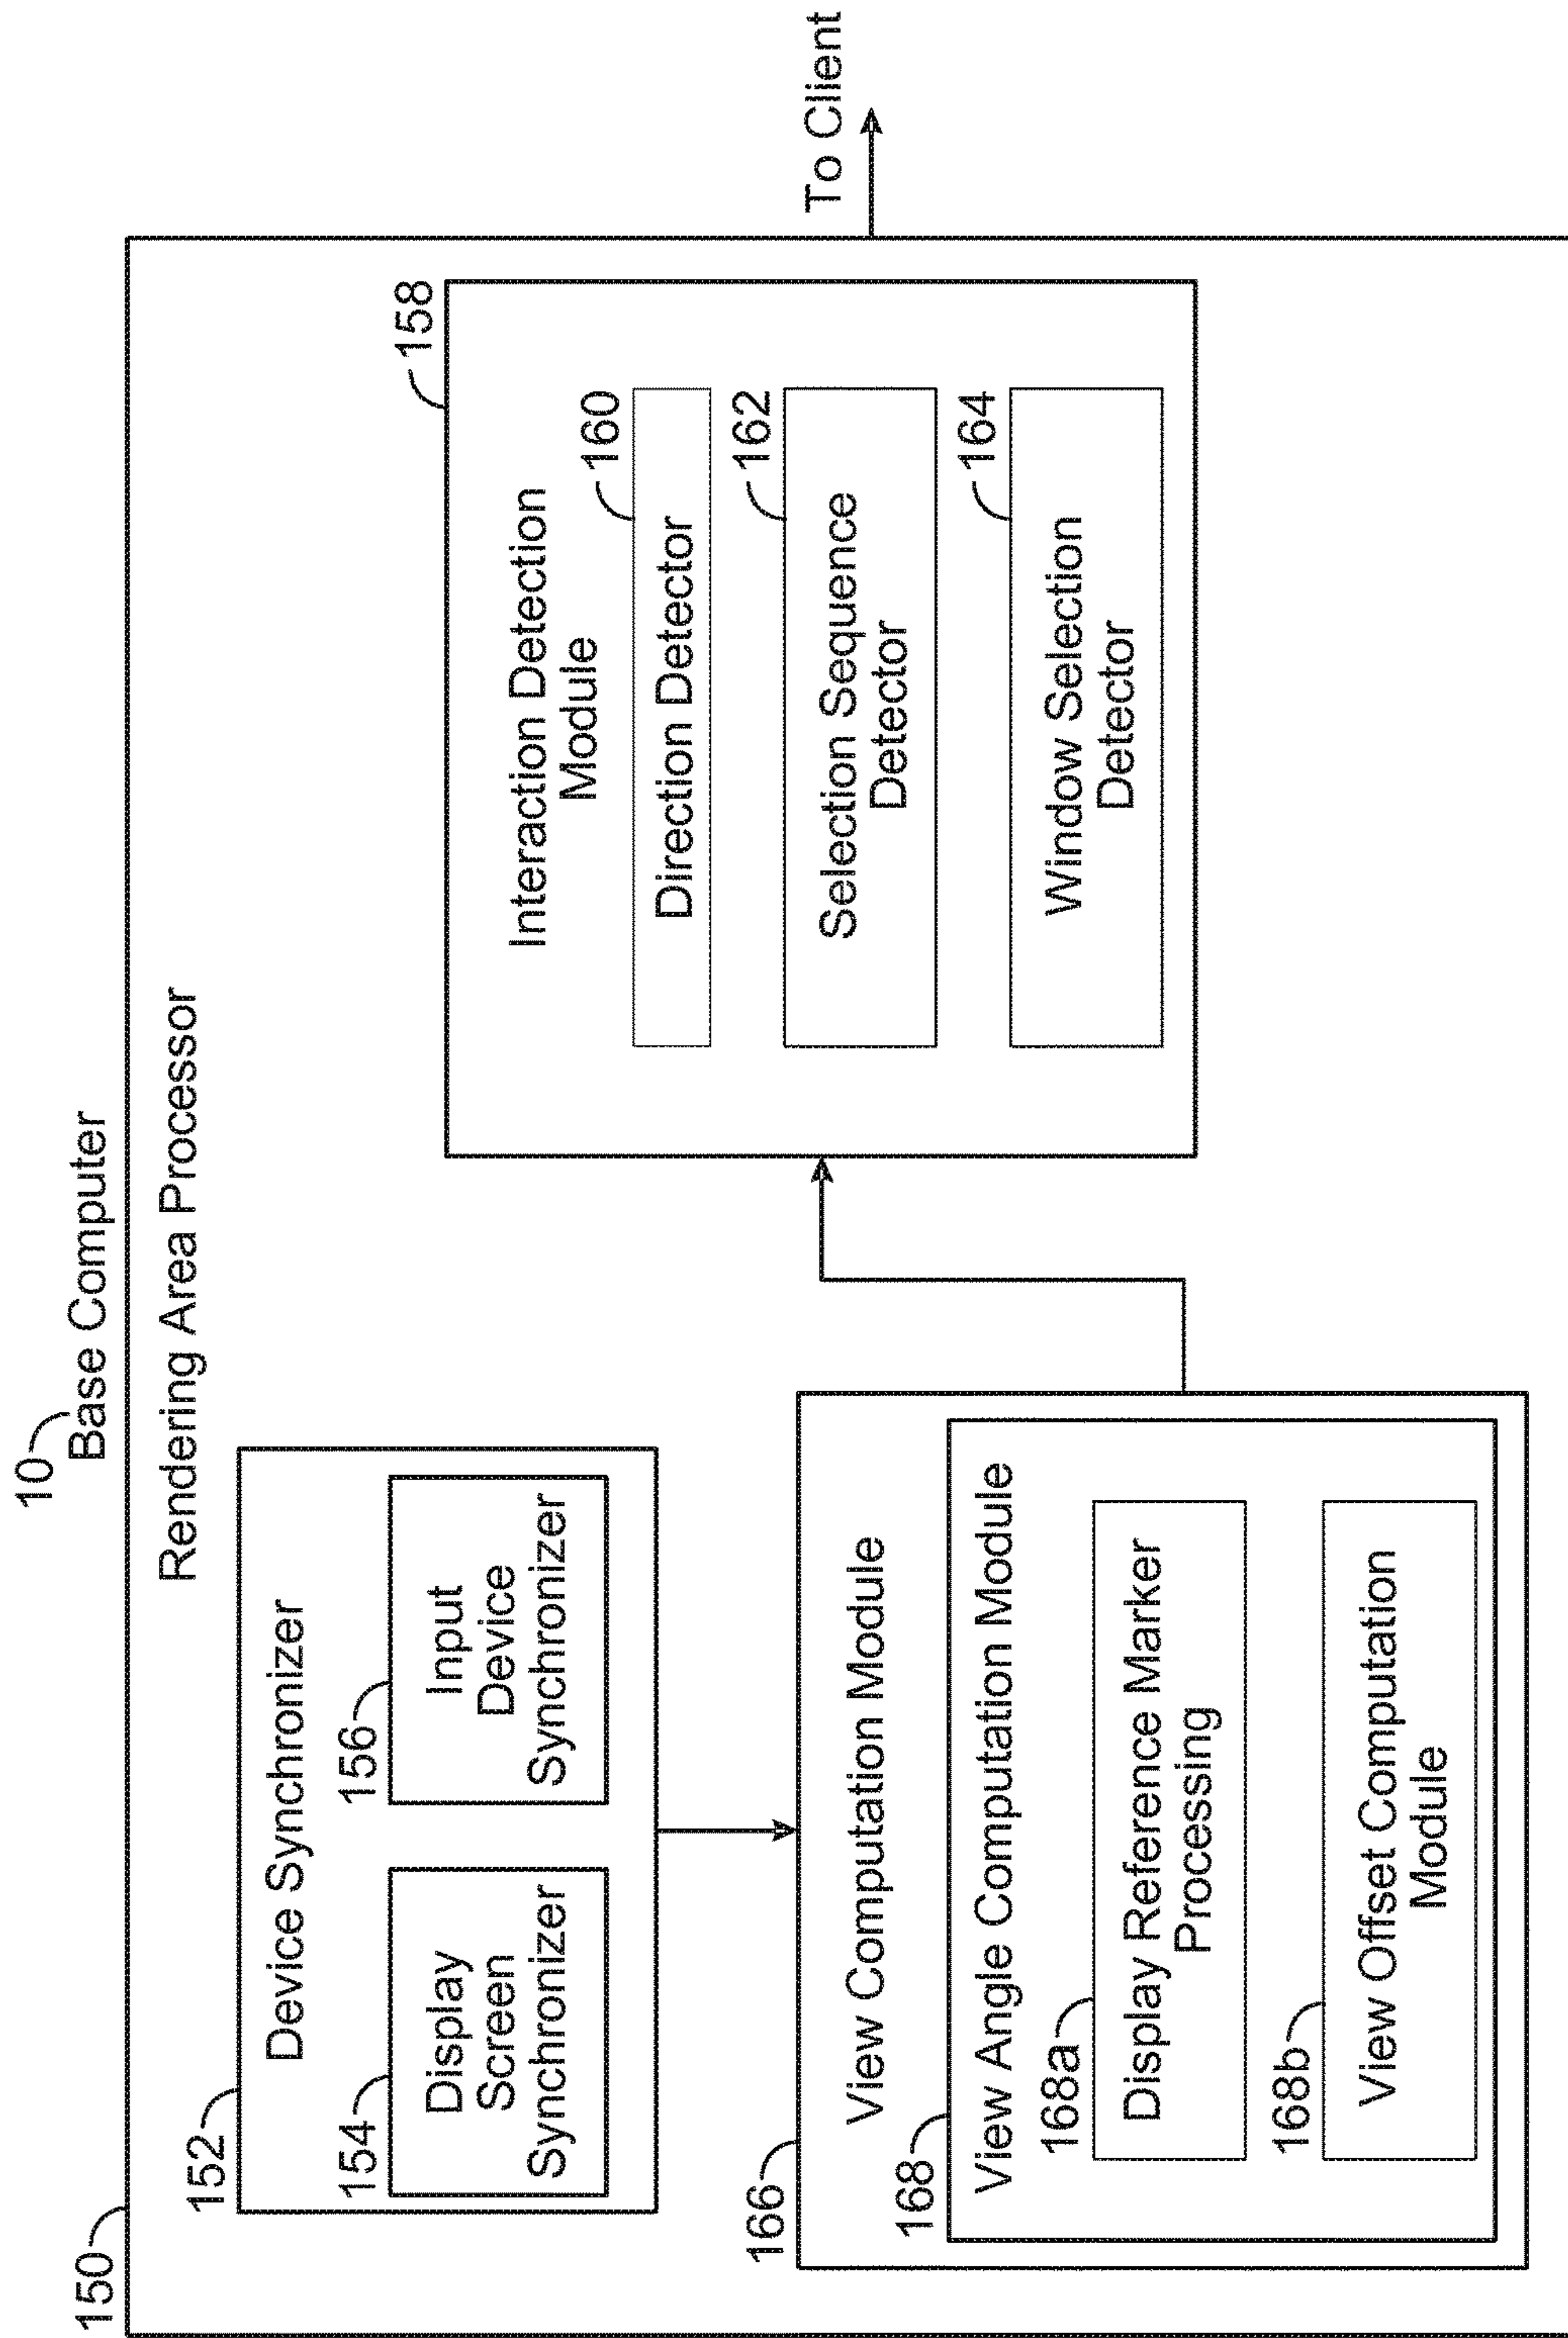 10
Base Computer
150
Rendering Area Processor
152
Device Synchronizer
154
Display
Screen
Synchronizer
156
Input
Device
Synchronizer
166
View Computation Module
168
View Angle Computation Module
168a
Display Reference Marker
Processing
168b
View Offset Computation
Module
158
Interaction Detection
Module
160
Direction Detector
162
Selection Sequence
Detector
164
Window Selection
Detector
To Client